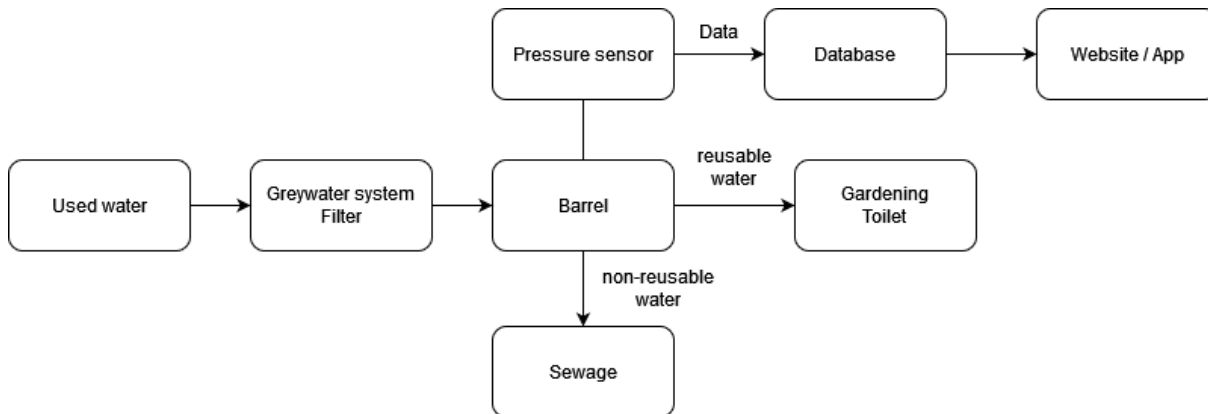 Pressure sensor
Data
Database
Website / App
Used water
Greywater system
Filter
Barrel
reusable
water
Gardening
Toilet
non-reusable
water
Sewage